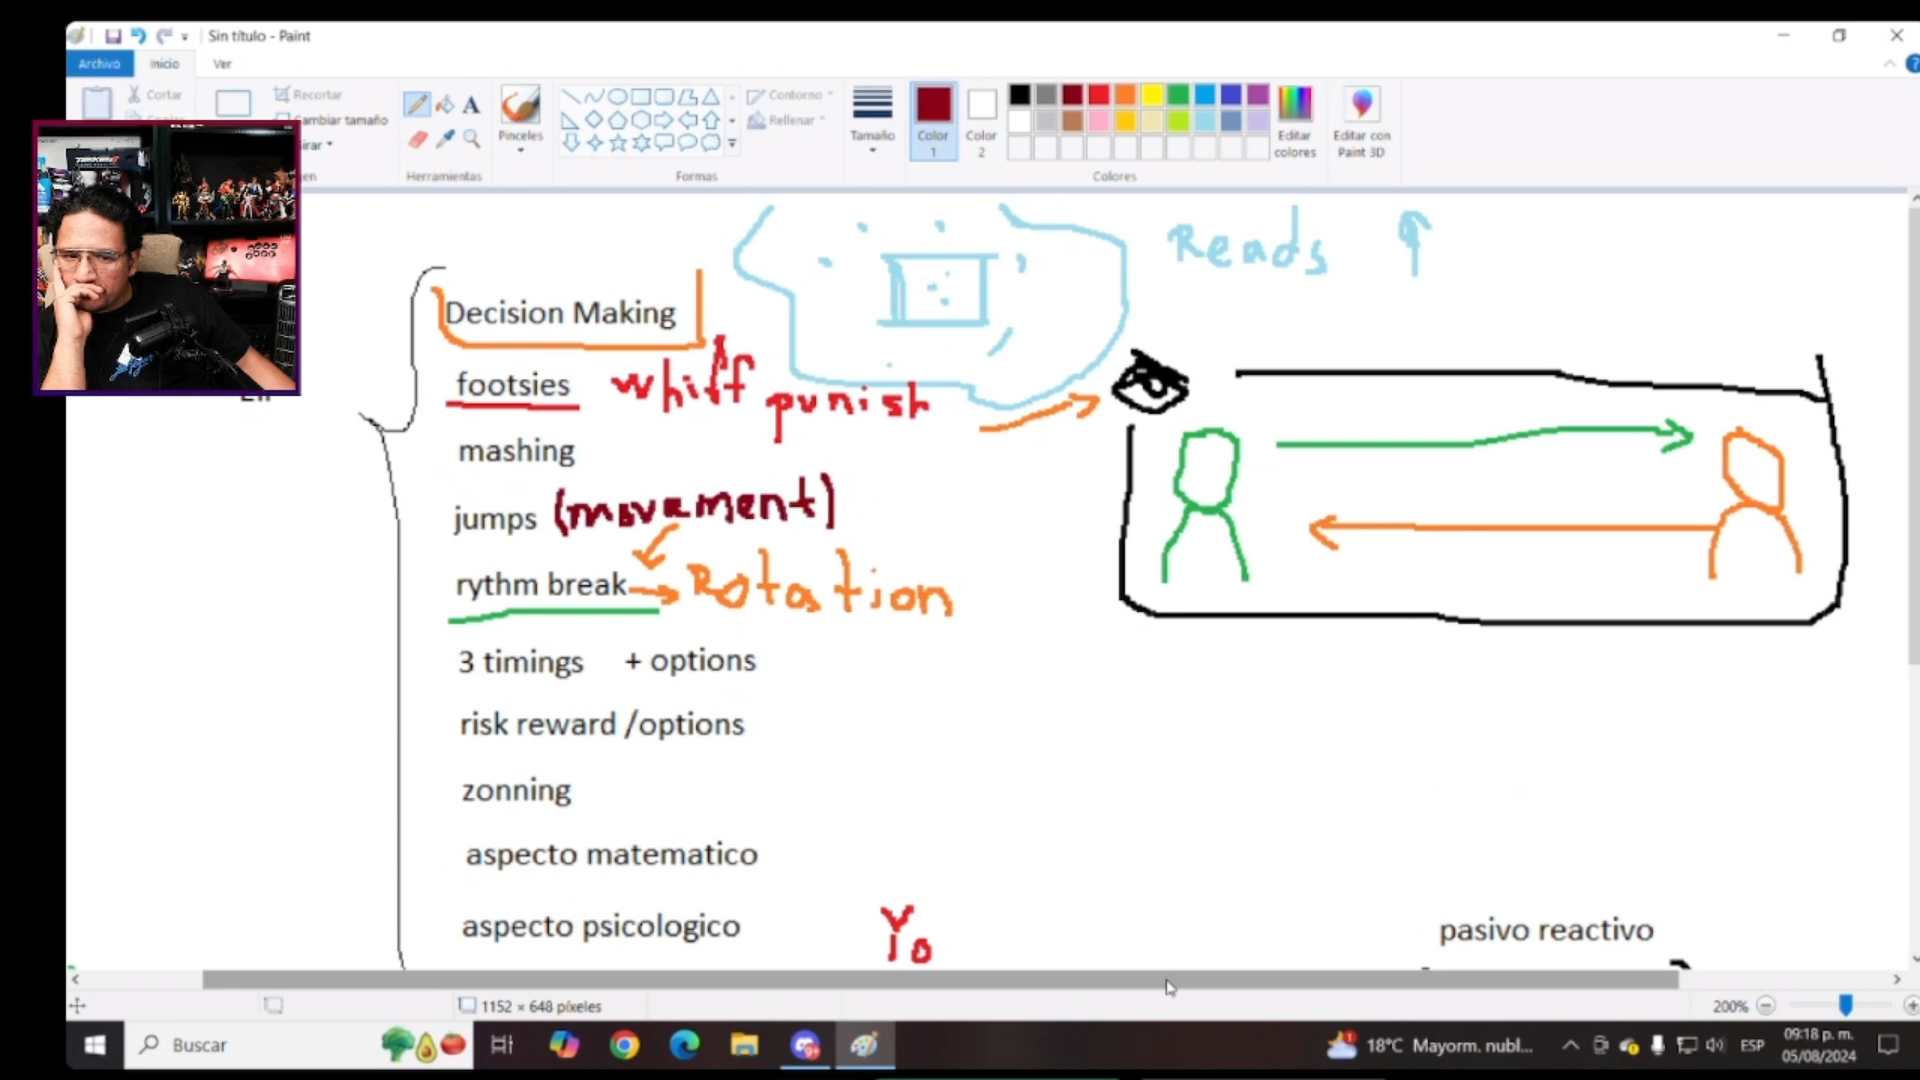 Sin título - Paint
Archivo Inicio Ver
Cortar
Recortar
Cambiar tamaño
Pinceles
Contorno
Rellenar
Tamaño
Color 1
Color 2
Editar colores
Editar con Paint 3D
Herramientas
Formas
Colores
TEKKEN
Reads
Decision Making
footsies whiff punish
mashing
jumps (movement)
rythm break Rotation
3 timings + options
risk reward /options
zonning
aspecto matematico
aspecto psicologico
Yo
pasivo reactivo
1152 × 648 píxeles
200%
Buscar
18°C Mayorm. nubl...
ESP
09:18 p. m.
05/08/2024